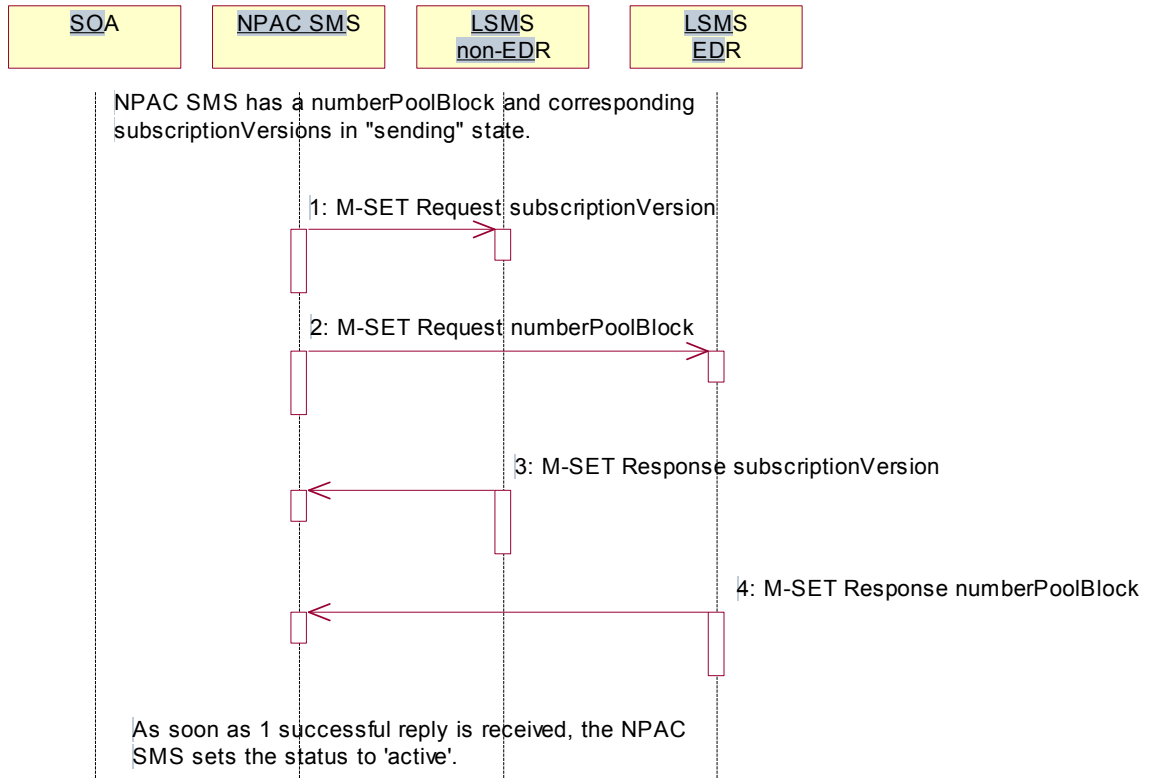 SOA
NPAC SMS
LSMS
non-EDR
LSMS
EDR
NPAC SMS has a numberPoolBlock and corresponding
subscriptionVersions in "sending" state.
1: M-SET Request subscriptionVersion
2: M-SET Request numberPoolBlock
3: M-SET Response subscriptionVersion
4: M-SET Response numberPoolBlock
As soon as 1 successful reply is received, the NPAC
SMS sets the status to 'active'.